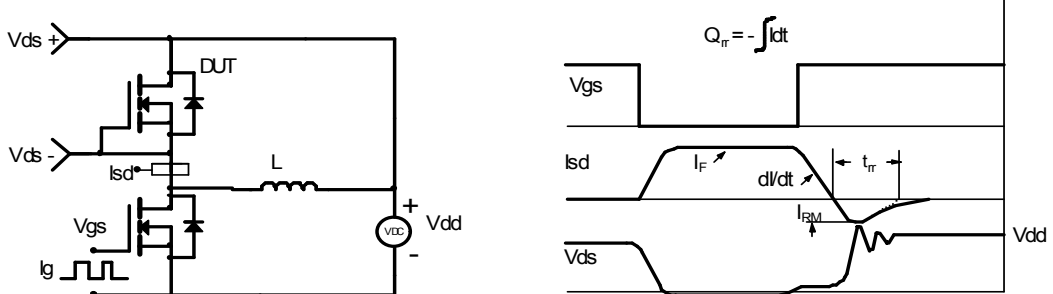 Vds +
DUT
Vds -
Isd
L
Vgs
Ig
VDC
+
-
Vdd
Qrr = - ∫Idt
Vgs
Isd
IF
dI/dt
trr
IRM
Vds
Vdd